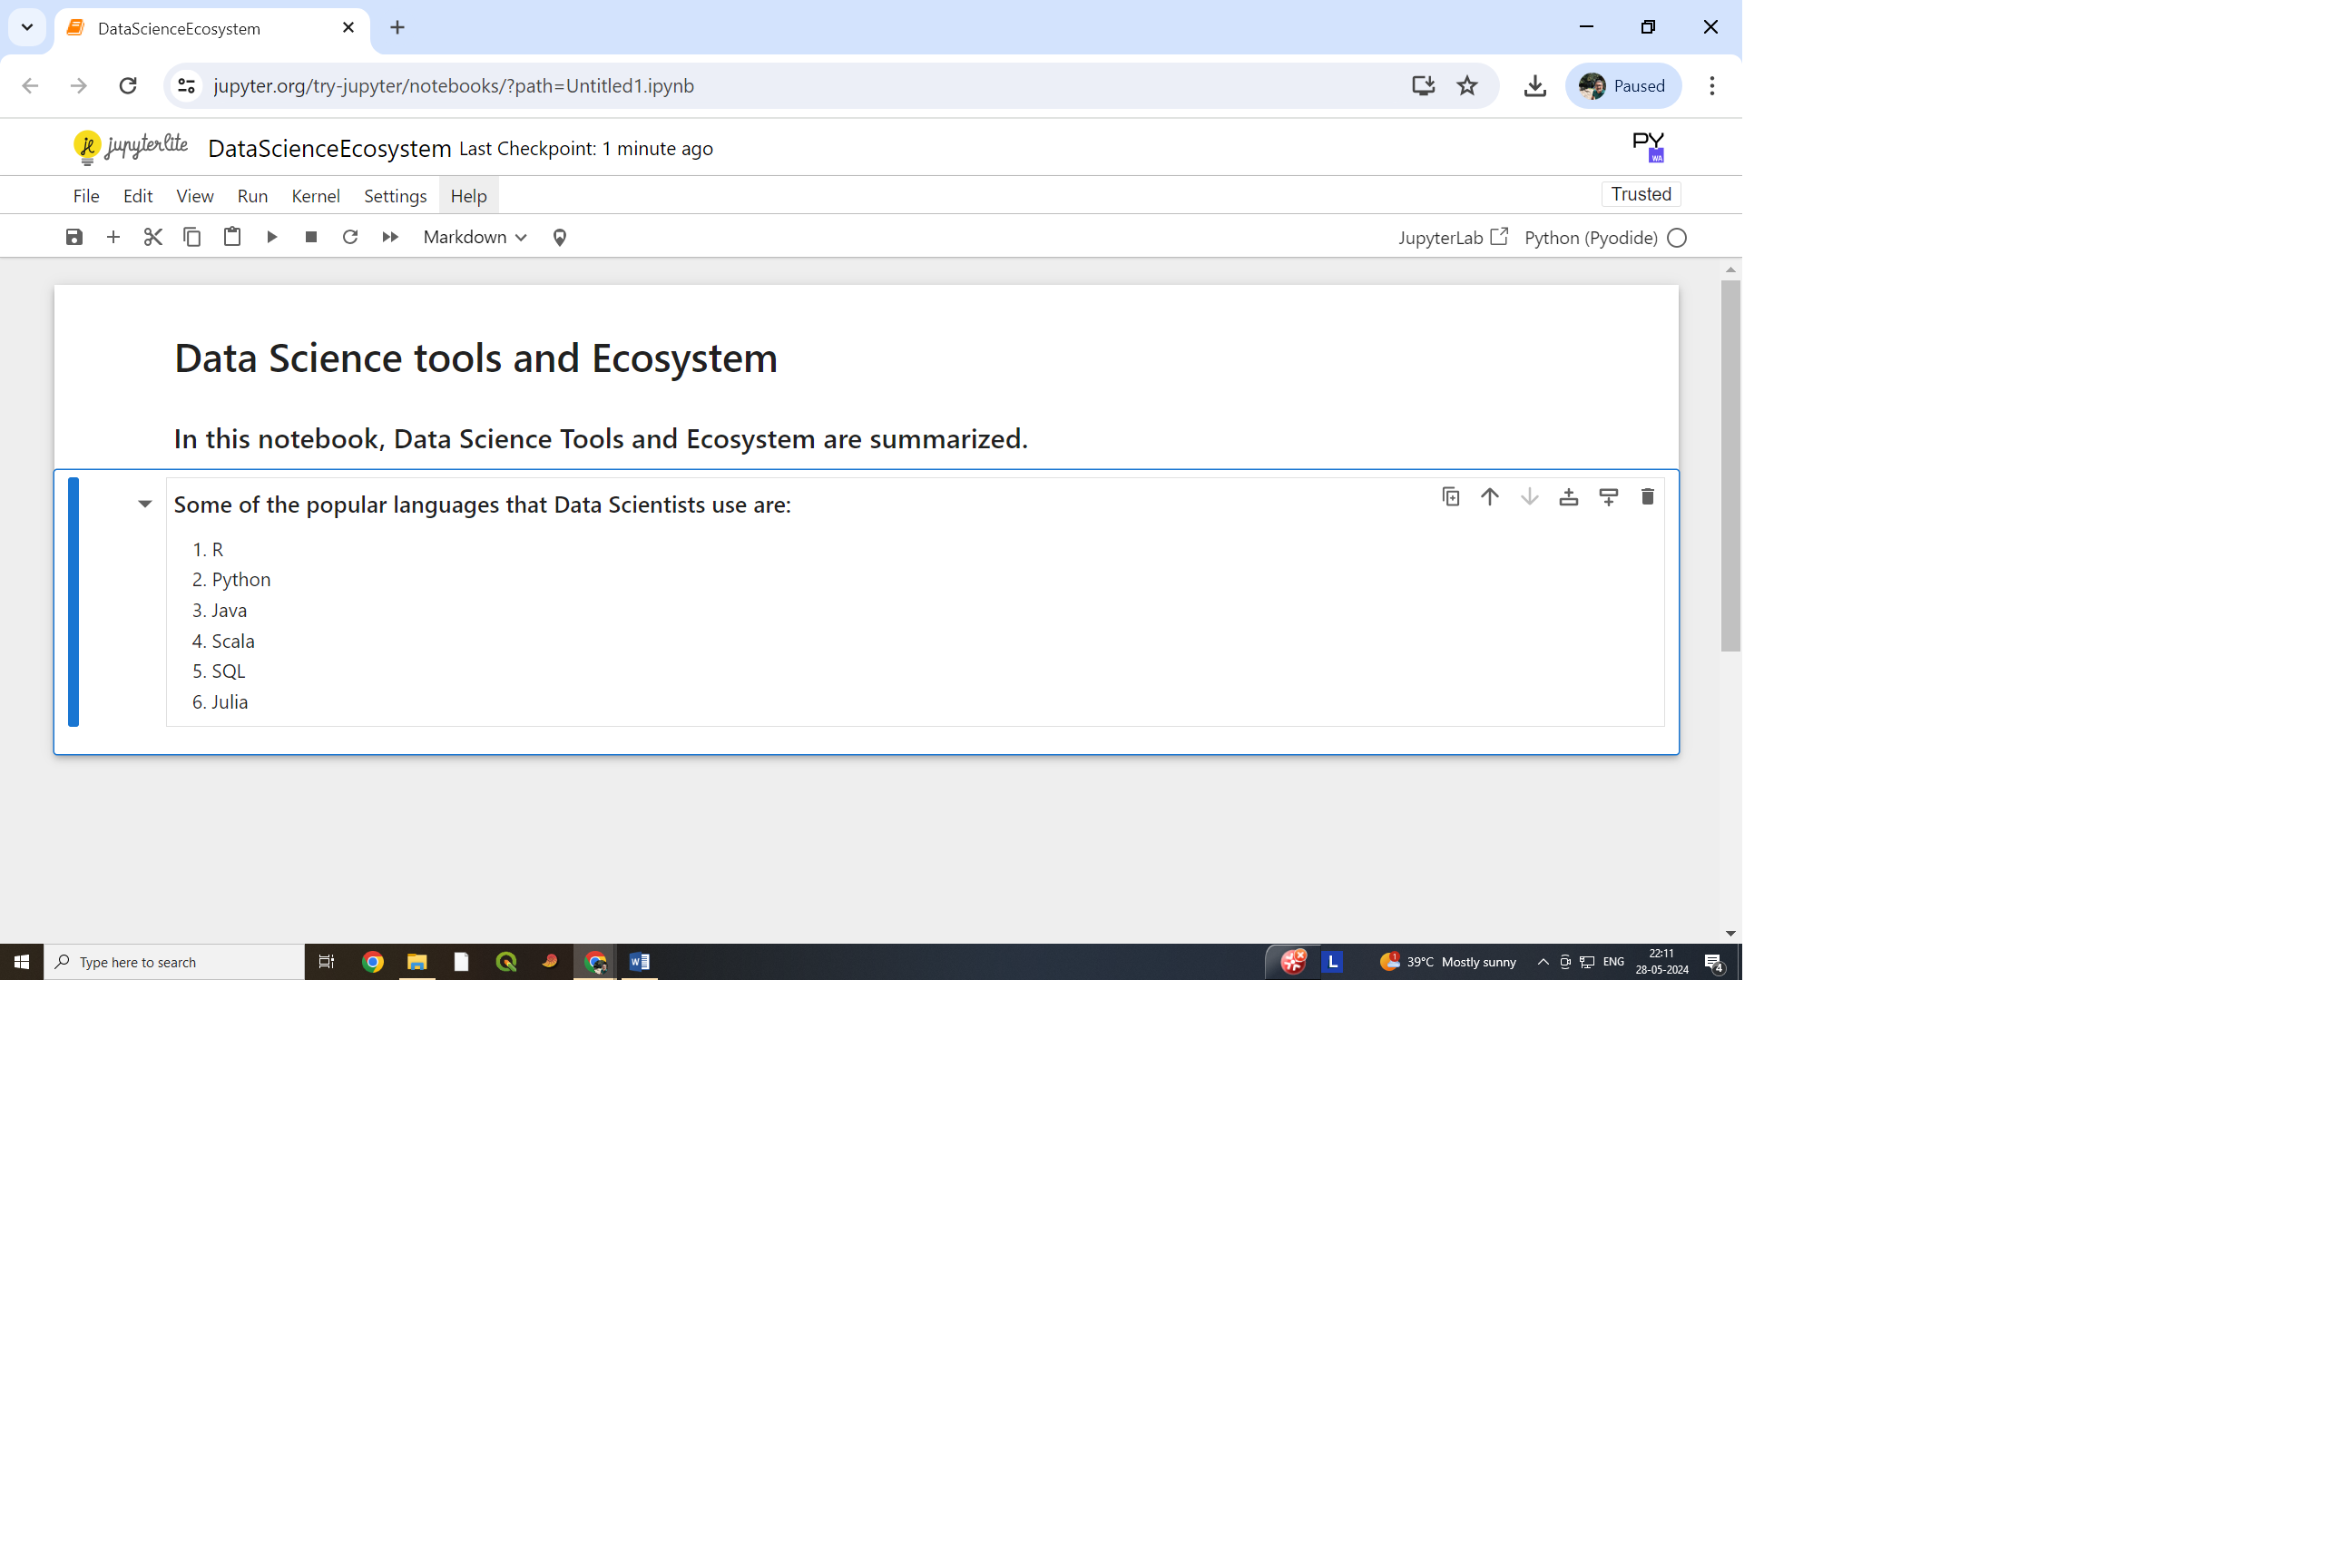 DataScienceEcosystem
jupyter.org/try-jupyter/notebooks/?path=Untitled1.ipynb
Paused
jupyterlite
DataScienceEcosystem Last Checkpoint: 1 minute ago
PY
WA
File Edit View Run Kernel Settings Help
Trusted
Markdown
JupyterLab
Python (Pyodide)
Data Science tools and Ecosystem
In this notebook, Data Science Tools and Ecosystem are summarized.
Some of the popular languages that Data Scientists use are:
1. R
2. Python
3. Java
4. Scala
5. SQL
6. Julia
Type here to search
L
1
39°C Mostly sunny
ENG
22:11
28-05-2024
4